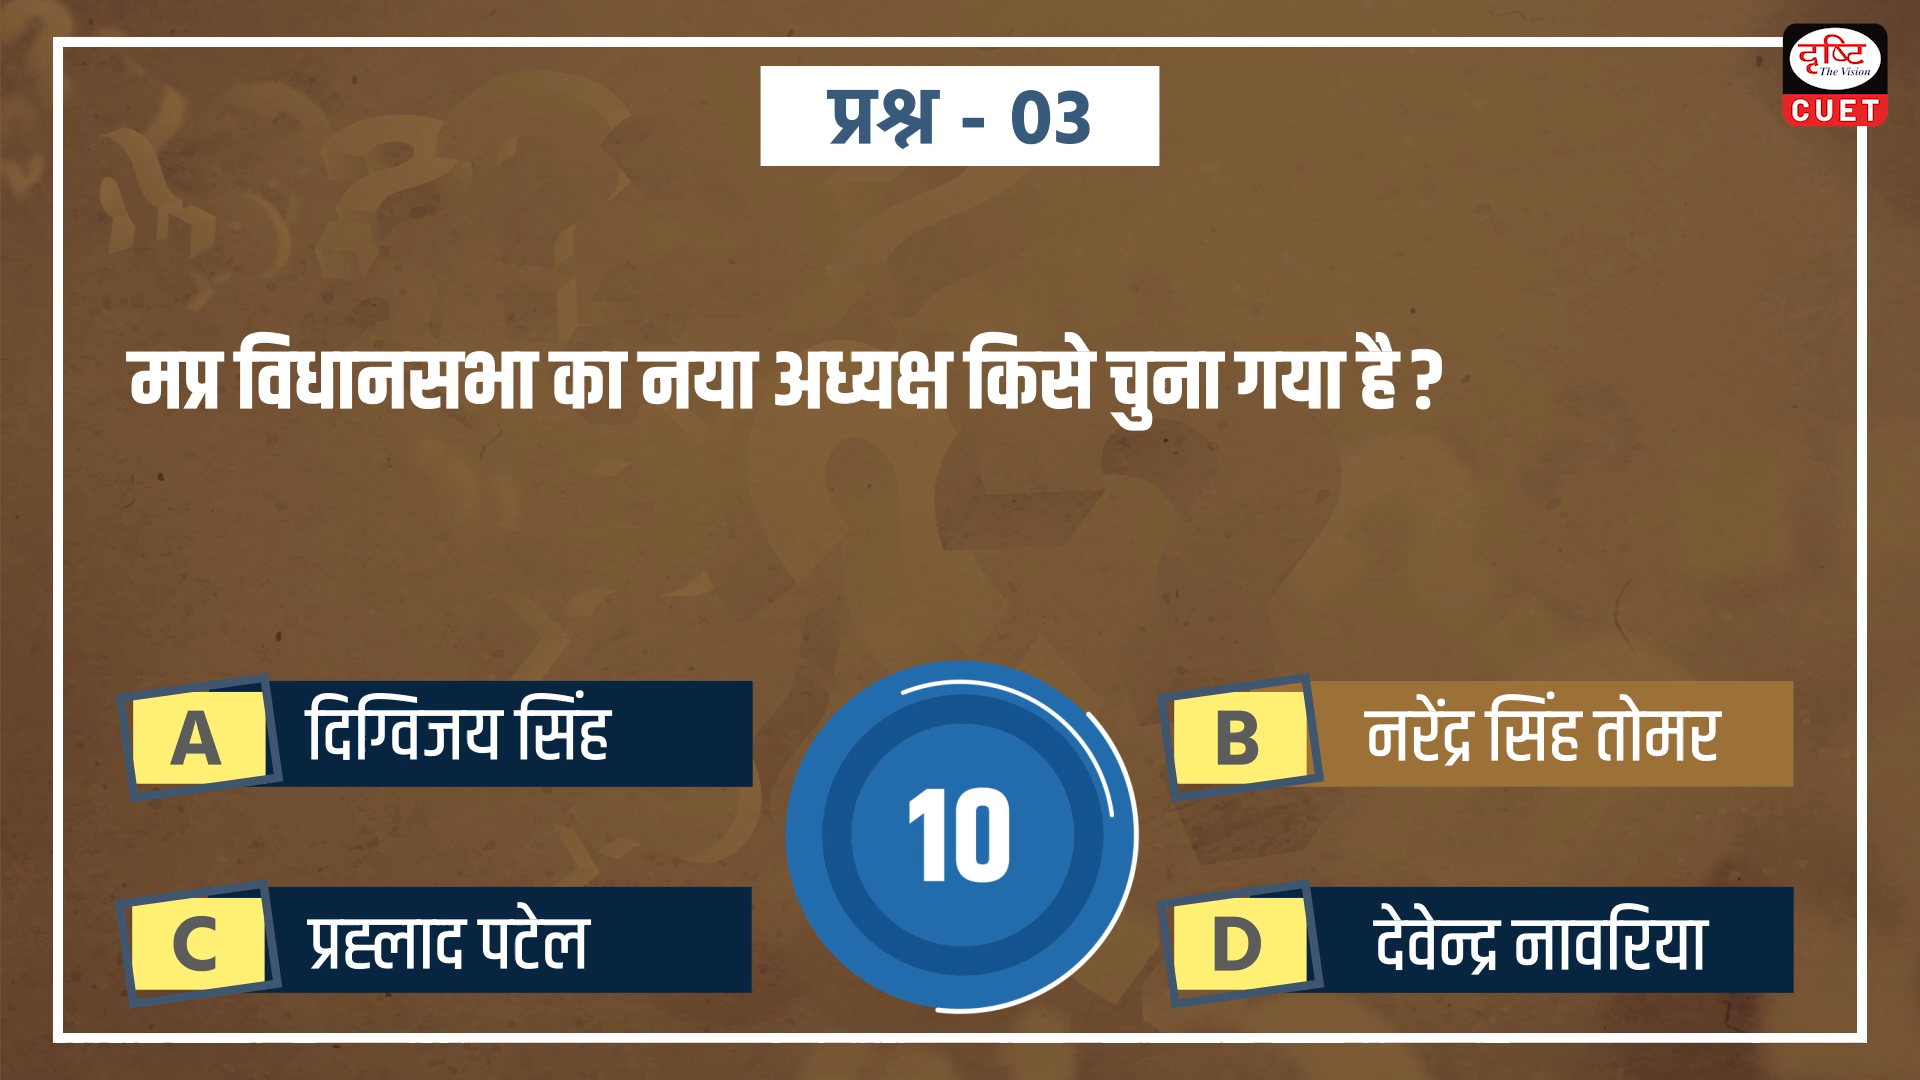 दृष्टि
The Vision
CUET
प्रश्न - 03
मप्र विधानसभा का नया अध्यक्ष किसे चुना गया है ?
A दिग्विजय सिंह
B नरेंद्र सिंह तोमर
10
C प्रह्लाद पटेल
D देवेन्द्र नावरिया